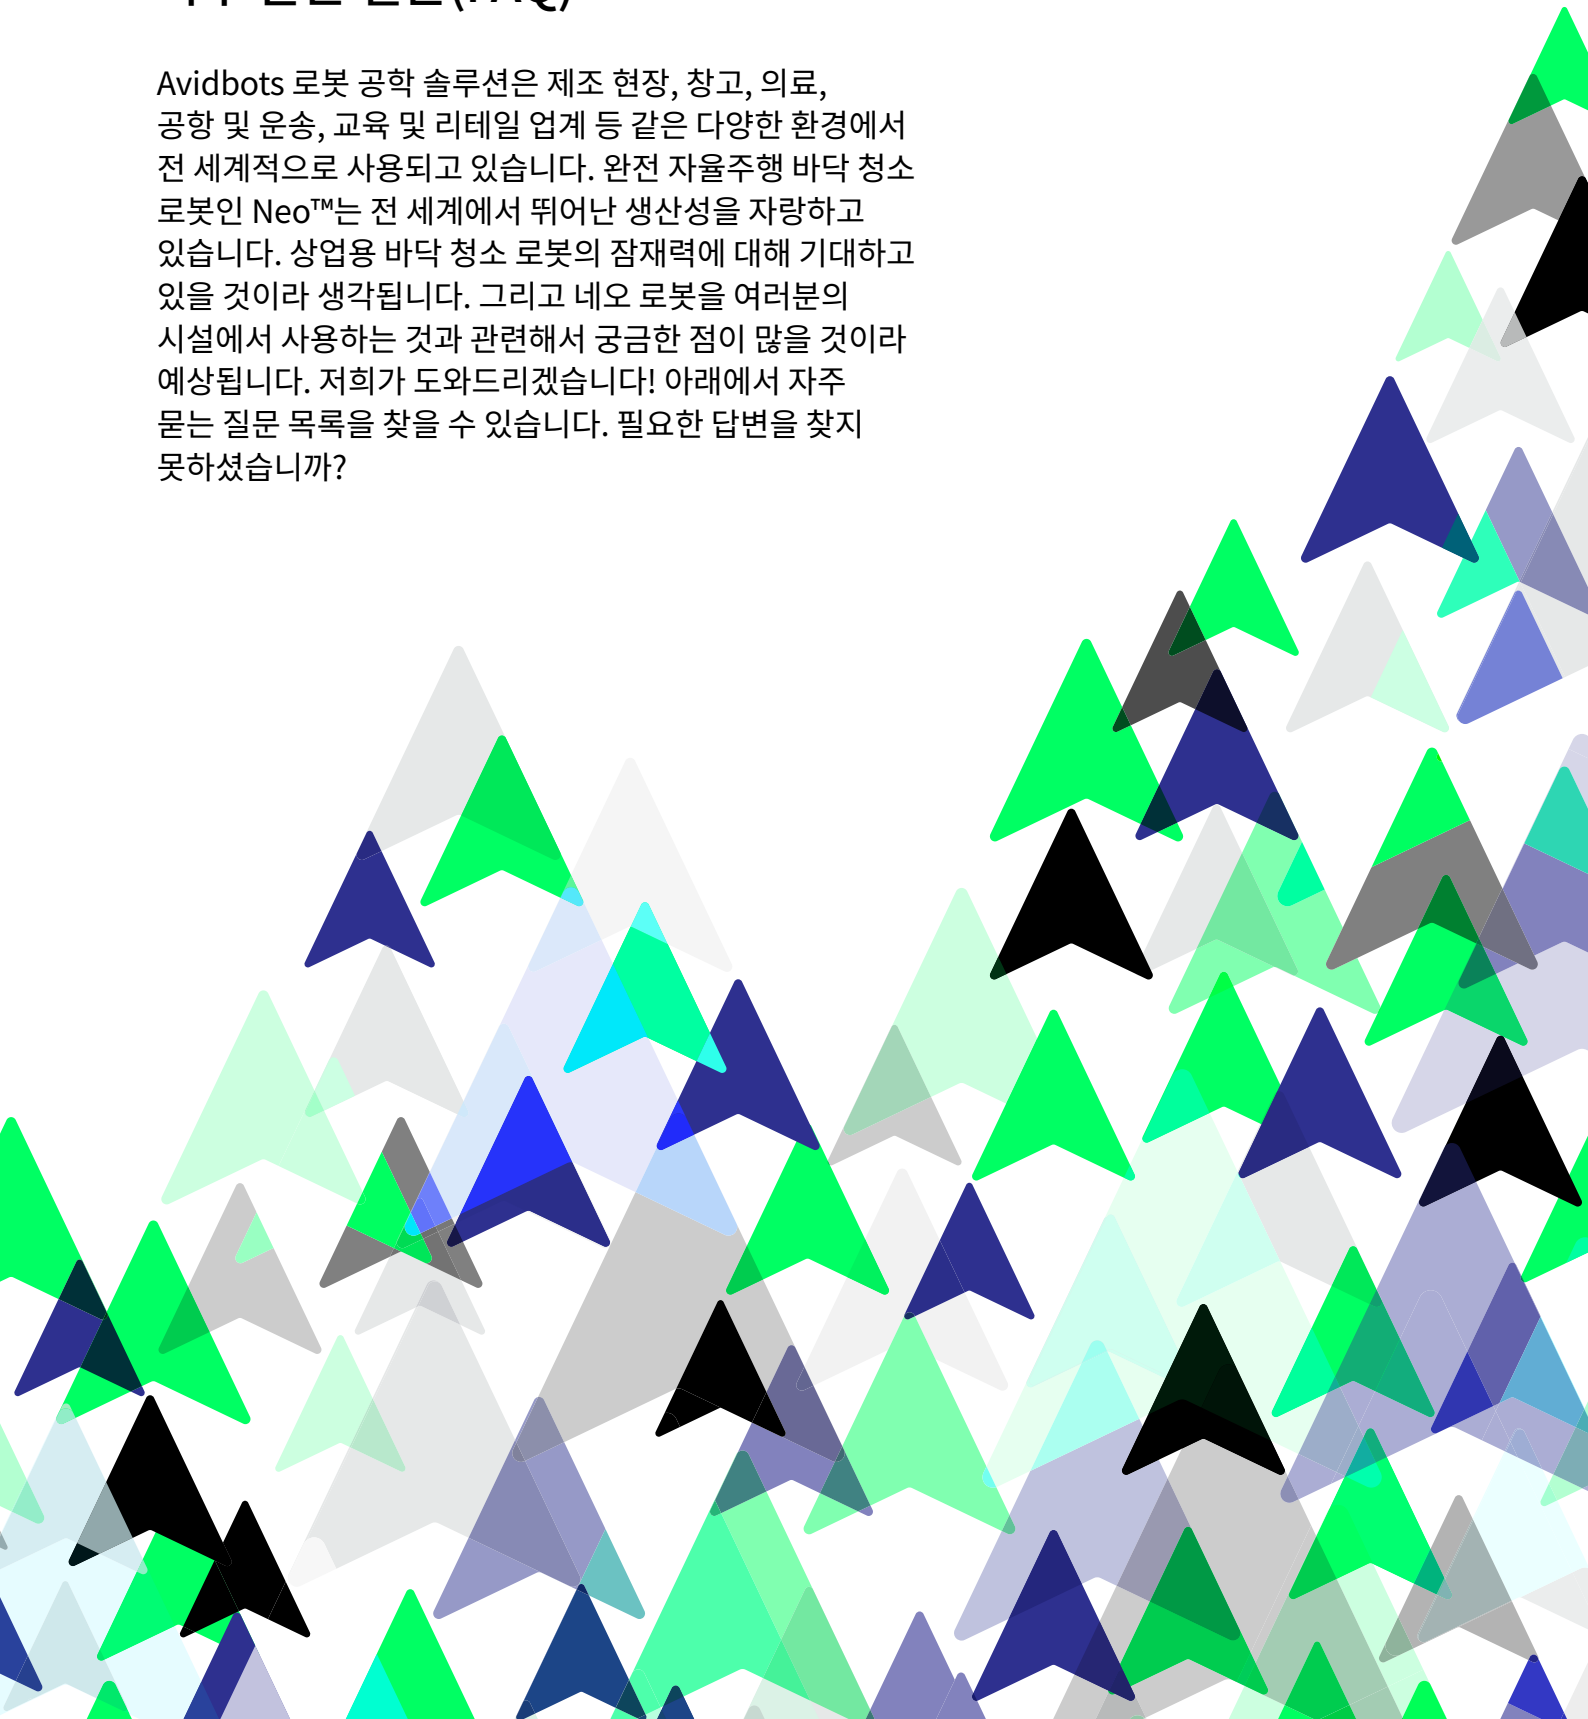 (FAQ)
Avidbots 로봇 공학 솔루션은 제조 현장, 창고, 의료,
공항 및 운송, 교육 및 리테일 업계 등 같은 다양한 환경에서
전 세계적으로 사용되고 있습니다. 완전 자율주행 바닥 청소
로봇인 Neo™는 전 세계에서 뛰어난 생산성을 자랑하고
있습니다. 상업용 바닥 청소 로봇의 잠재력에 대해 기대하고
있을 것이라 생각됩니다. 그리고 네오 로봇을 여러분의
시설에서 사용하는 것과 관련해서 궁금한 점이 많을 것이라
예상됩니다. 저희가 도와드리겠습니다! 아래에서 자주
묻는 질문 목록을 찾을 수 있습니다. 필요한 답변을 찾지
못하셨습니까?